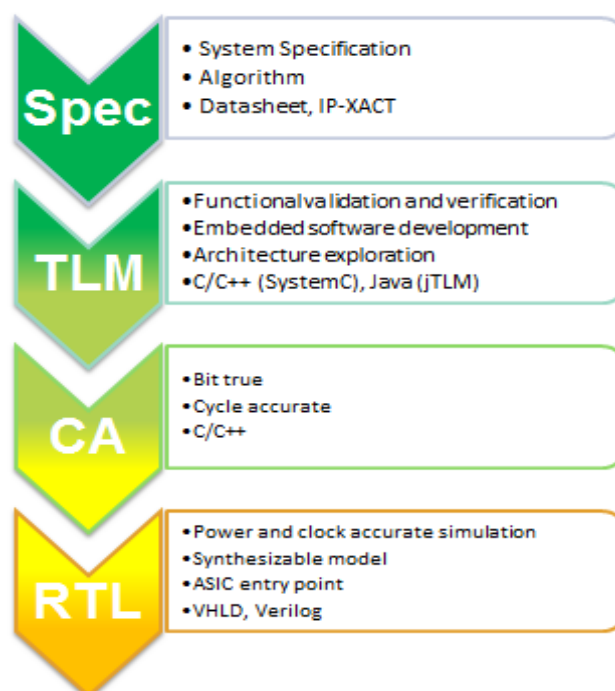 Spec
• System Specification
• Algorithm
• Datasheet, IP-XACT
TLM
•Functionalvalidation and verification
•Embedded software development
•Architecture exploration
•C/C++ (SystemC), Java (jTLM)
CA
•Bit true
•Cycle accurate
•C/C++
RTL
•Power and clock accurate simulation
•Synthesizable model
•ASIC entry point
•VHLD, Verilog